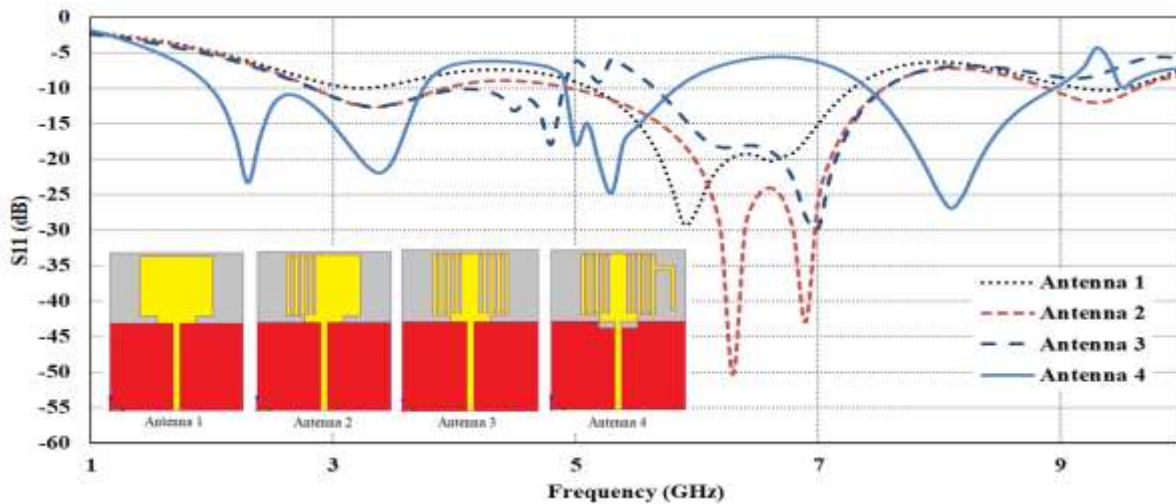 0
-5
-10
-15
-20
-25
-30
-35
-40
-45
-50
-55
-60
S11 (dB)
1
3
5
7
9
Frequency (GHz)
Antenna 1
Antenna 2
Antenna 3
Antenna 4
Antenna 1
Antenna 2
Antenna 3
Antenna 4